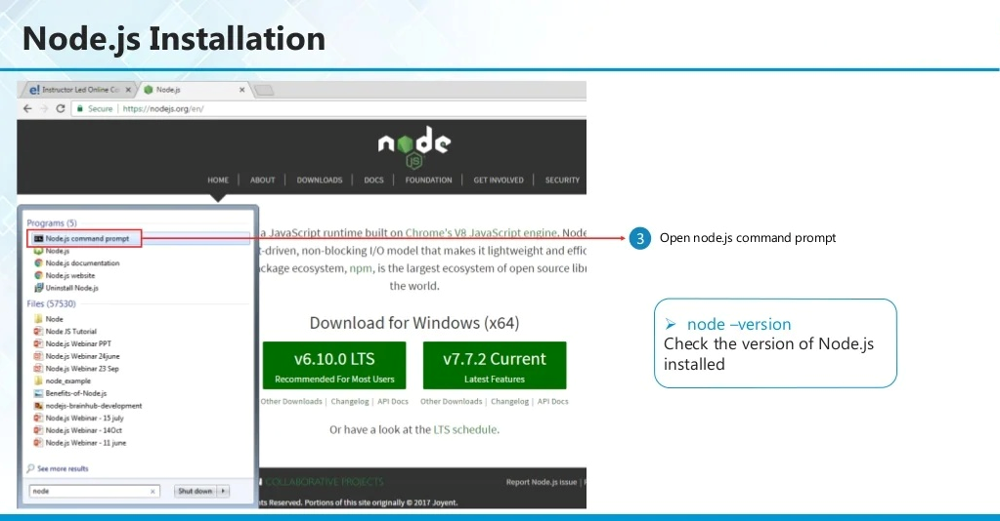 Node.js Installation
Instructor Led Online Co
Node.js
Secure | https://nodejs.org/en/
node
JS
HOME | ABOUT | DOWNLOADS | DOCS | FOUNDATION | GET INVOLVED | SECURITY
Programs (5)
Node.js command prompt
Node.js
Node.js documentation
Node.js website
Uninstall Node.js
Files (57530)
Node
Node JS Tutorial
Node.js Webinar PPT
Node.js Webinar 24june
Node.js Webinar 23 Sep
node_example
Benefits-of-Node.js
nodejs-brainhub-development
Node.js Webinar - 15 july
Node.js Webinar - 14Oct
Node.js Webinar - 11 june
See more results
node
Shut down
a JavaScript runtime built on Chrome's V8 JavaScript engine. Node
t-driven, non-blocking I/O model that makes it lightweight and effic
ckage ecosystem, npm, is the largest ecosystem of open source libr
the world.
Download for Windows (x64)
v6.10.0 LTS
Recommended For Most Users
v7.7.2 Current
Latest Features
Other Downloads | Changelog | API Docs
Other Downloads | Changelog | API Docs
Or have a look at the LTS schedule.
COLLABORATIVE PROJECTS
Report Node.js issue |
ts Reserved. Portions of this site originally © 2017 Joyent.
3 Open node.js command prompt
➢ node –version
Check the version of Node.js
installed